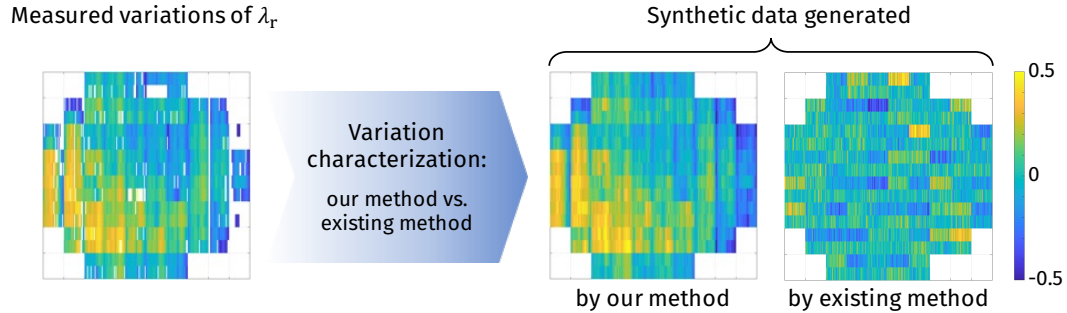 Measured variations of λr
Synthetic data generated
Variation
characterization:
our method vs.
existing method
0.5
0
-0.5
by our method
by existing method